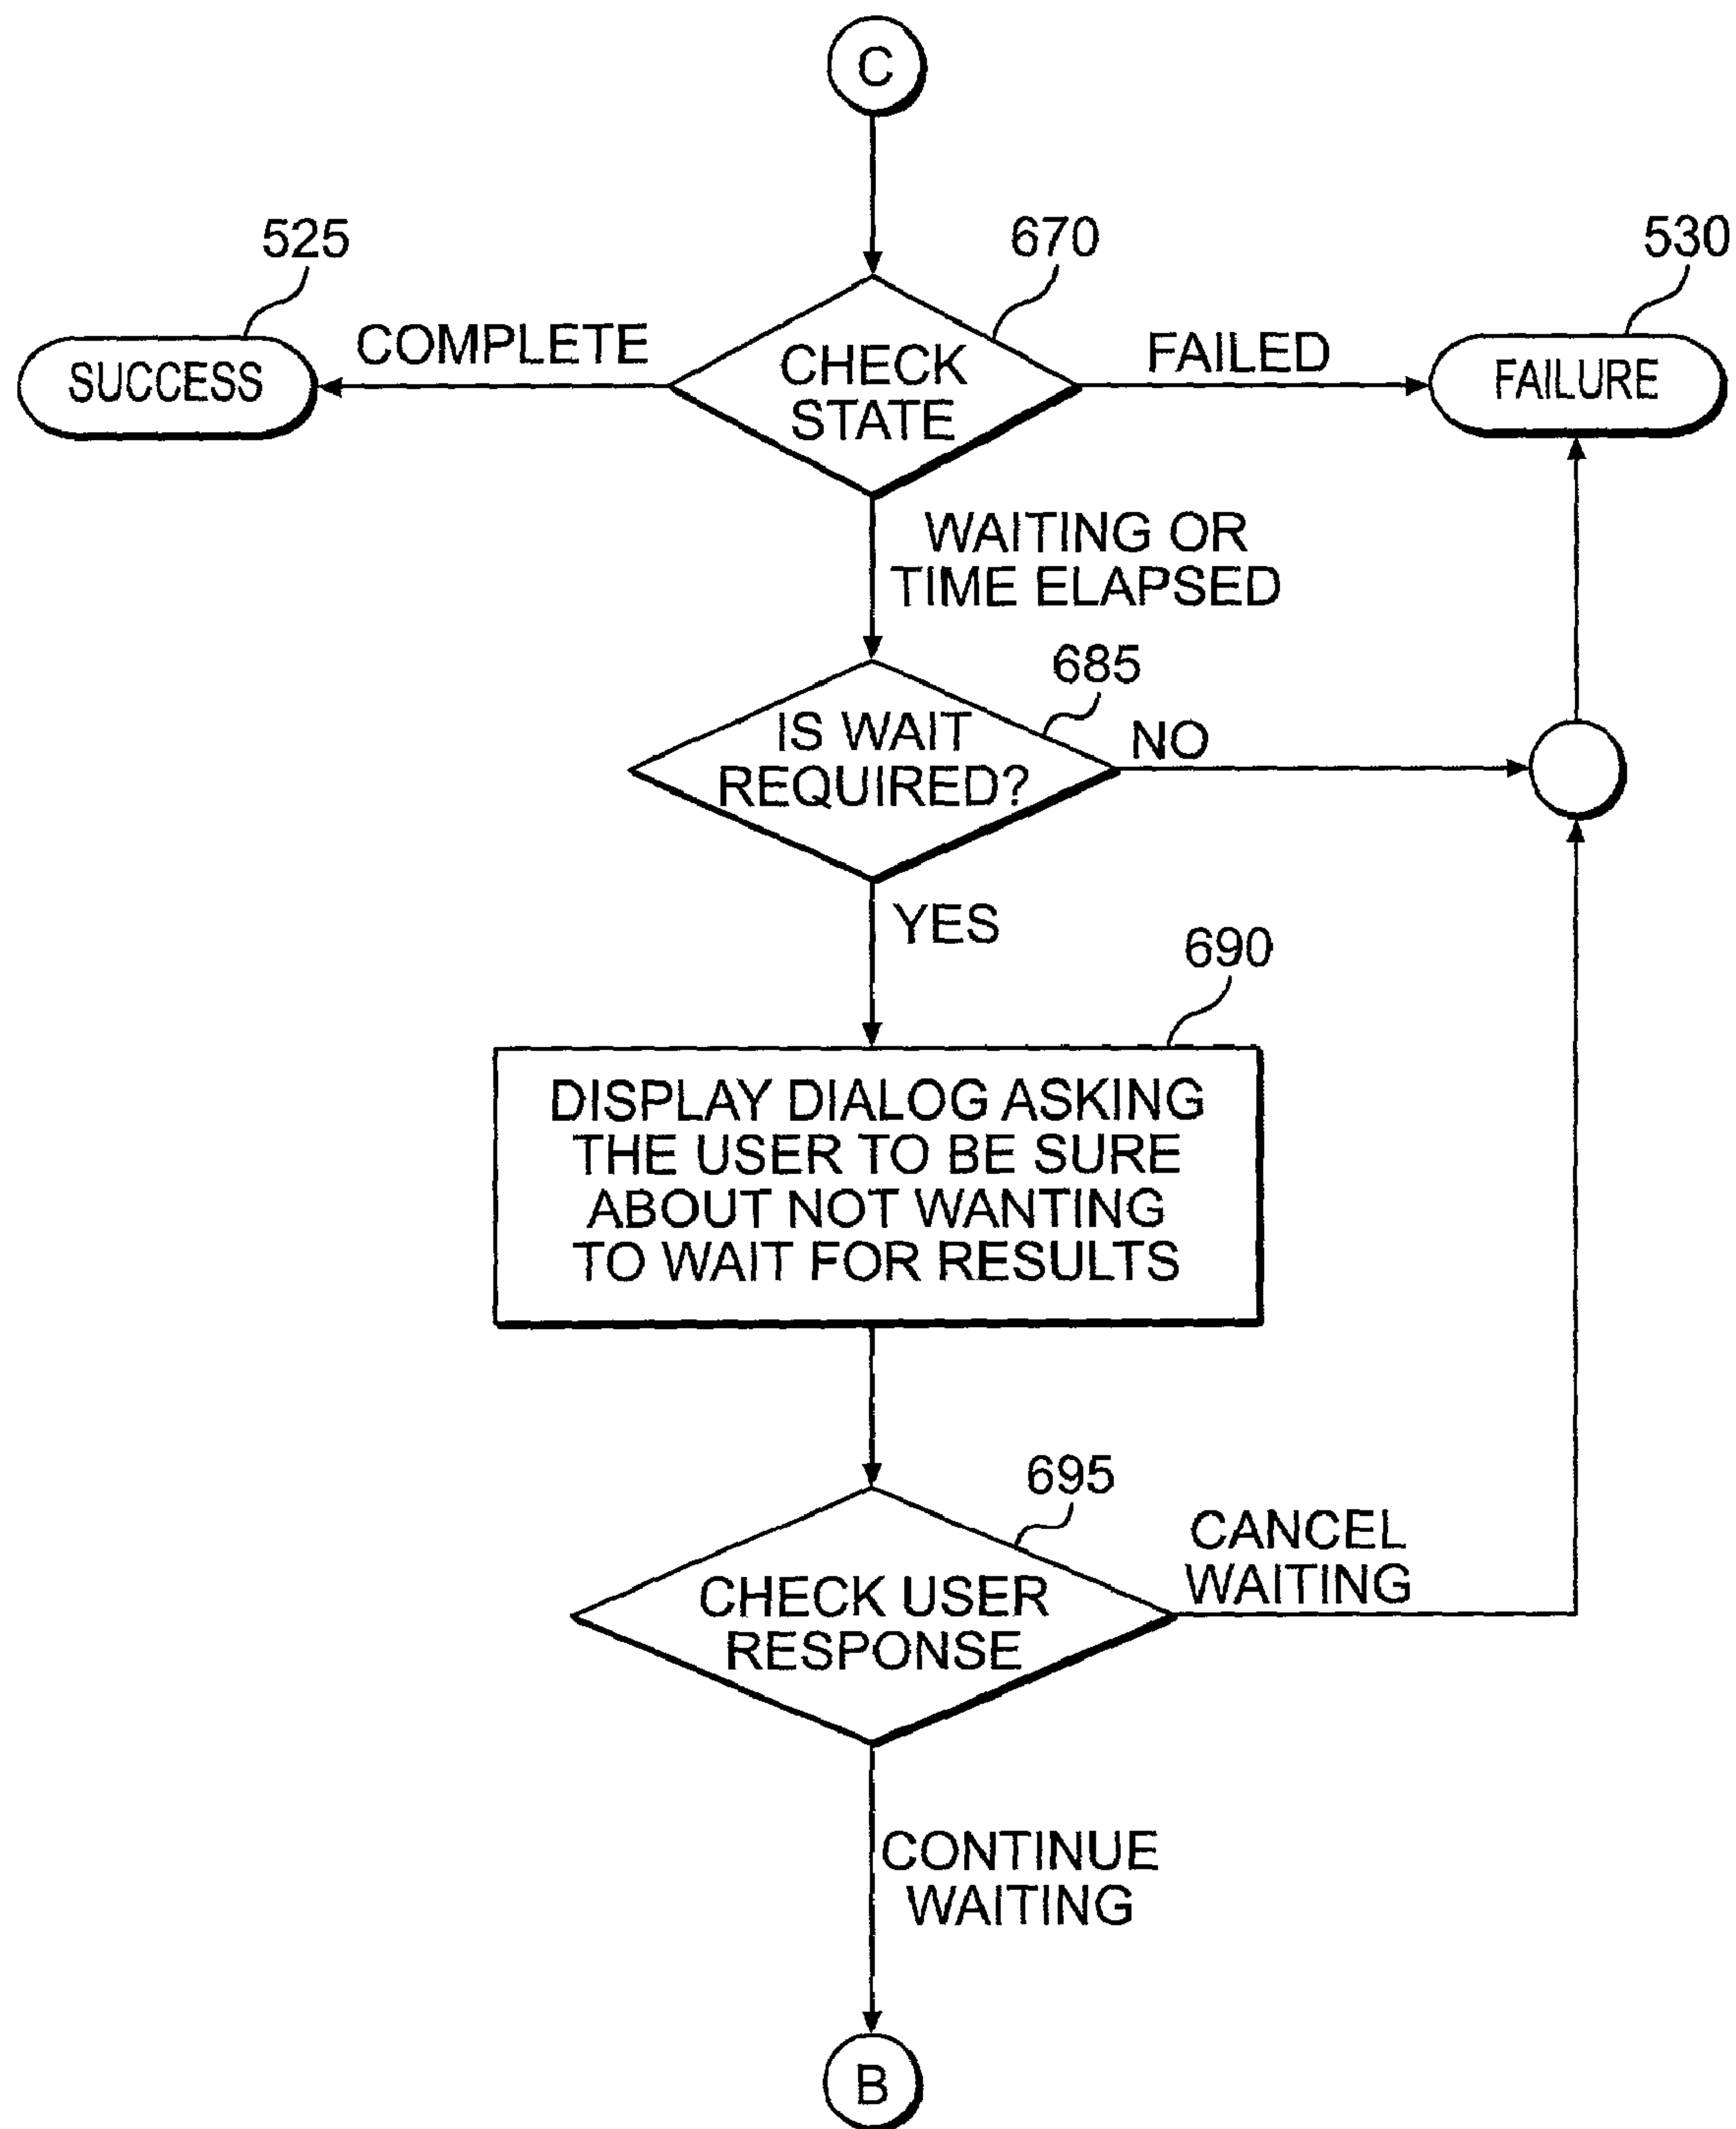 C
525
670
530
COMPLETE
FAILED
SUCCESS
CHECK
STATE
FAILURE
WAITING OR
TIME ELAPSED
685
IS WAIT
REQUIRED?
NO
YES
690
DISPLAY DIALOG ASKING
THE USER TO BE SURE
ABOUT NOT WANTING
TO WAIT FOR RESULTS
695
CANCEL
WAITING
CHECK USER
RESPONSE
CONTINUE
WAITING
B